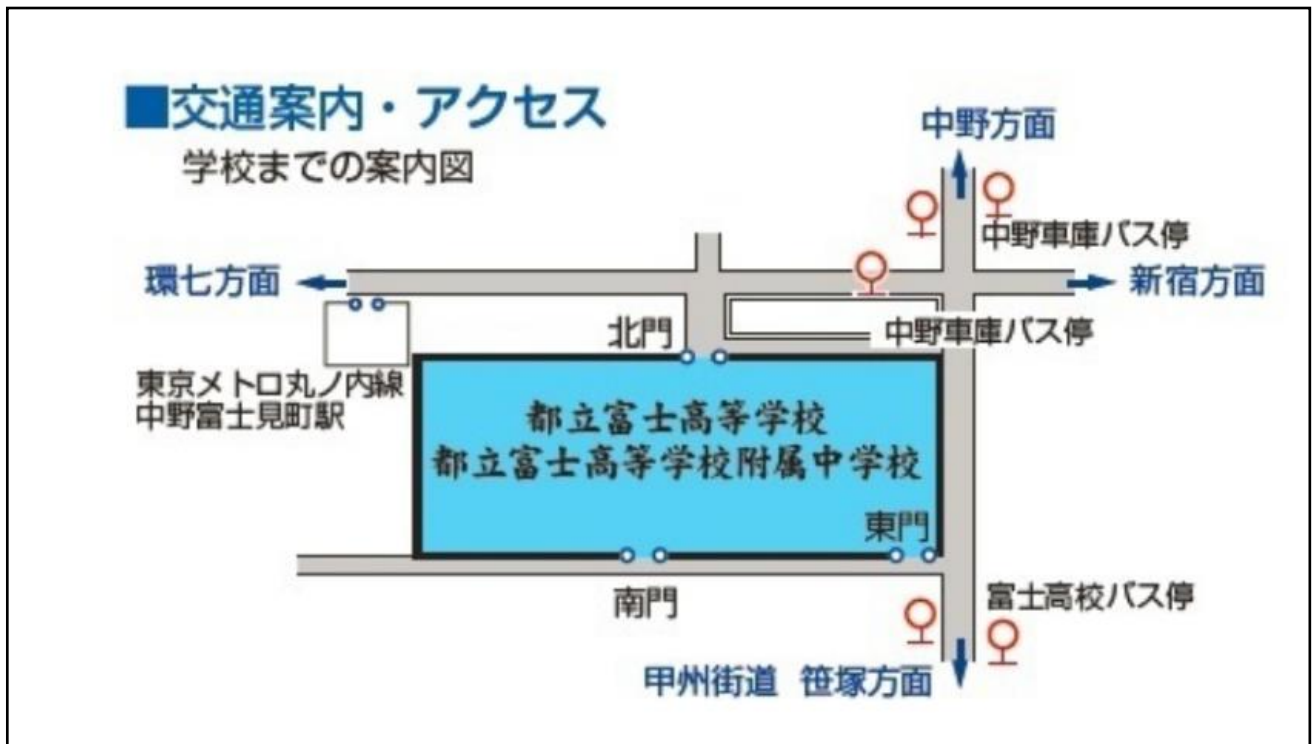 ■交通案内・アクセス
学校までの案内図
中野方面
中野車庫バス停
環七方面
新宿方面
北門
中野車庫バス停
東京メトロ丸ノ内線
中野富士見町駅
都立富士高等学校
都立富士高等学校附属中学校
東門
南門
富士高校バス停
甲州街道 笹塚方面